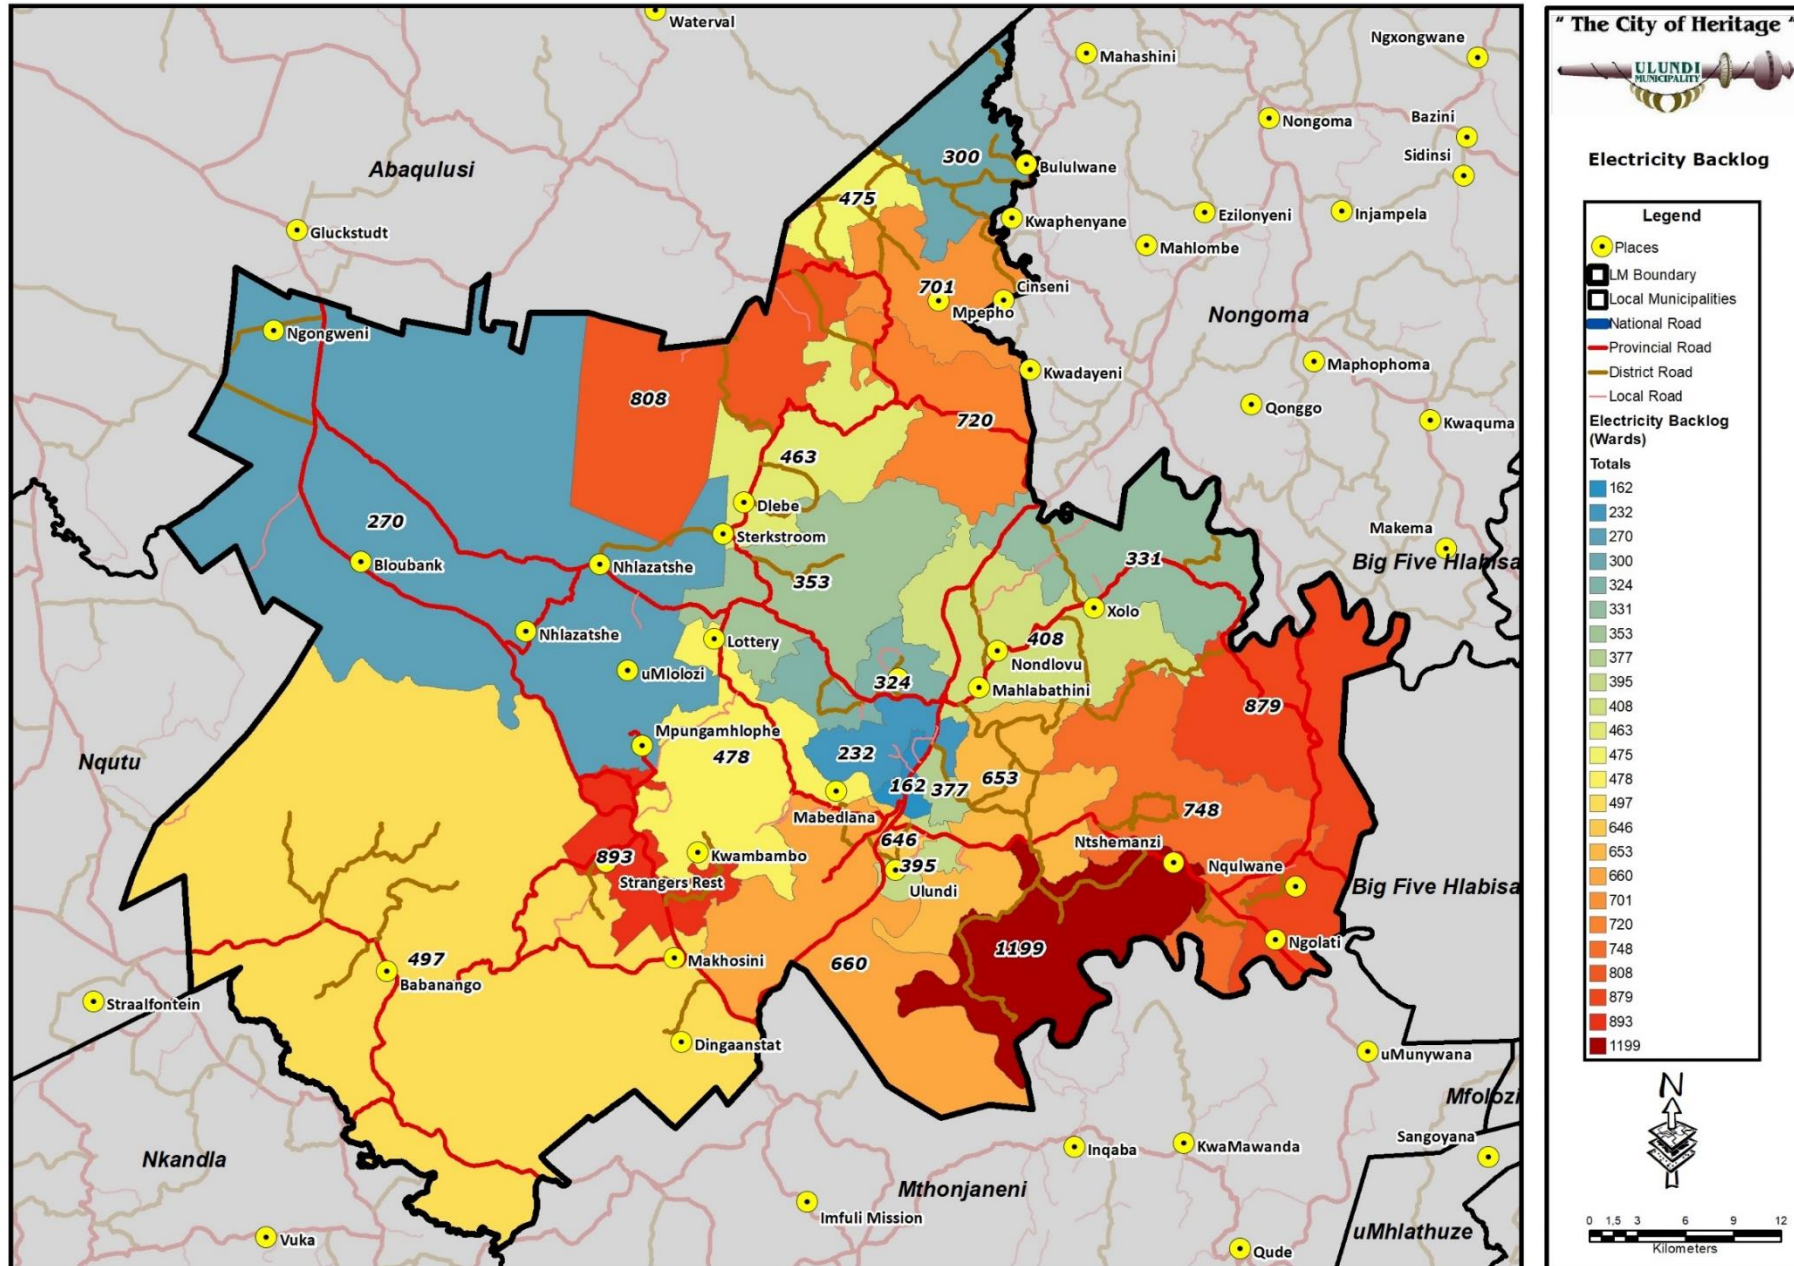 Waterval
Mahashini
Ngxongwane
Nongoma
Bazini
Sidinsi
Abaqulusi
300
Bululwane
475
Kwaphenyane
Ezilonyeni
Injampela
Gluckstudt
Mahlombe
701
Cinseni
Mpepho
Nongoma
Ngongweni
Kwadayeni
Maphophoma
808
Qonggo
720
Kwaquma
463
Dlebe
270
Sterkstroom
Makema
Big Five Hlabisa
Bloubank
Nhlazatshe
353
331
Xolo
Nhlazatshe
Lottery
408
Nondlovu
uMlolozi
324
Mahlabathini
879
Mpungamhlophe
478
232
Nqutu
653
162
377
748
Mabedlana
646
Ntshemanzi
893
Kwambambo
395
Nqulwane
Strangers Rest
Ulundi
Big Five Hlabisa
1199
Ngolati
497
Makhosini
660
Babanango
Straalfontein
Dingaanstat
uMunywana
Mfolozi
Sangoyana
Nkandla
Inqaba
KwaMawanda
Mthonjaneni
Imfuli Mission
uMhlathuze
Vuka
Qude
" The City of Heritage "
ULUNDI
MUNICIPALITY
Electricity Backlog
Legend
Places
LM Boundary
Local Municipalities
National Road
Provincial Road
District Road
Local Road
Electricity Backlog
(Wards)
Totals
162
232
270
300
324
331
353
377
395
408
463
475
478
497
646
653
660
701
720
748
808
879
893
1199
N
0 1.5 3 6 9 12
Kilometers